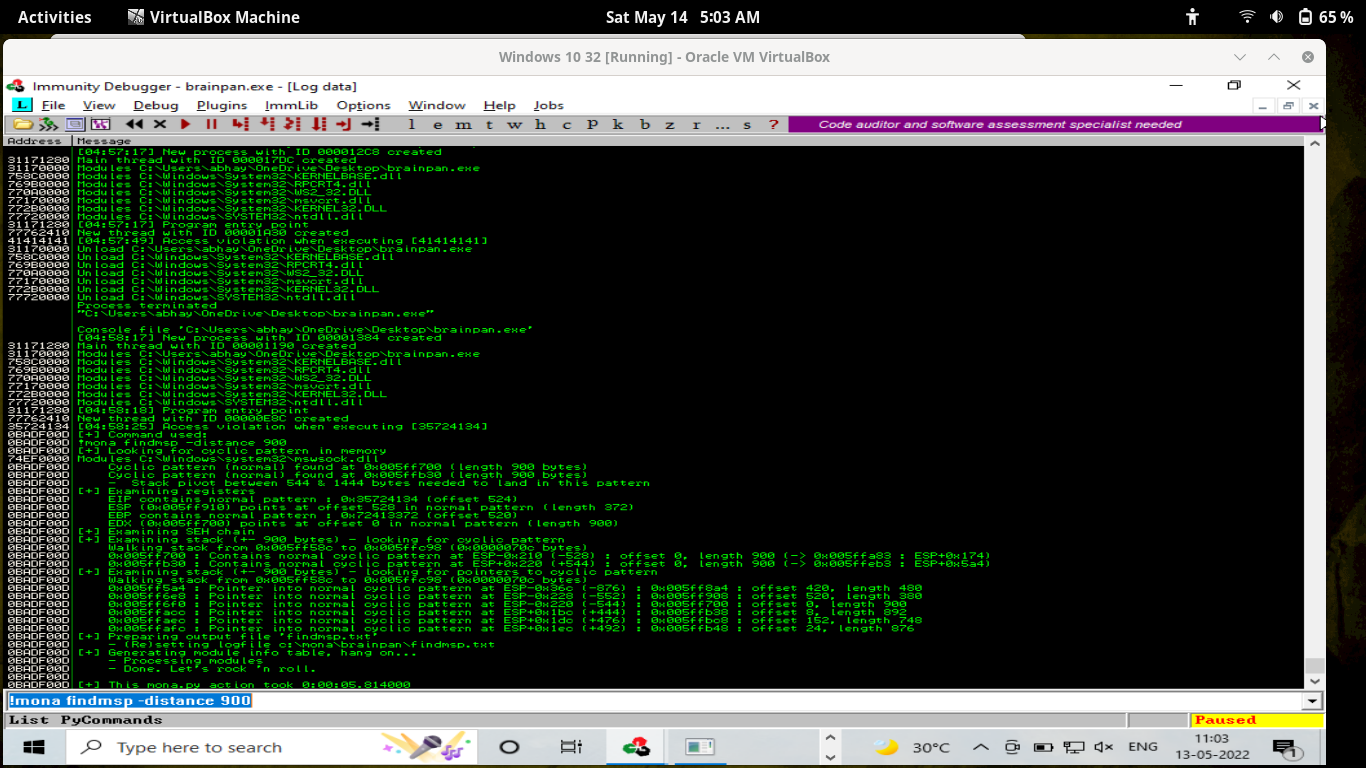 Activities VirtualBox Machine Sat May 14 5:03 AM 65 %
Windows 10 32 [Running] - Oracle VM VirtualBox
Immunity Debugger - brainpan.exe - [Log data]
L File View Debug Plugins ImmLib Options Window Help Jobs
l e m t w h c P k b z r ... s ? Code auditor and software assessment specialist needed
Address Message
[04:57:17] New process with ID 000012C8 created
31171280 Main thread with ID 000017DC created
31170000 Modules C:\Users\abhay\OneDrive\Desktop\brainpan.exe
758C0000 Modules C:\Windows\System32\KERNELBASE.dll
769B0000 Modules C:\Windows\System32\RPCRT4.dll
770A0000 Modules C:\Windows\System32\WS2_32.DLL
77170000 Modules C:\Windows\System32\msvcrt.dll
772B0000 Modules C:\Windows\System32\KERNEL32.DLL
77720000 Modules C:\Windows\SYSTEM32\ntdll.dll
31171280 [04:57:17] Program entry point
77762410 New thread with ID 00001A30 created
41414141 [04:57:49] Access violation when executing [41414141]
31170000 Unload C:\Users\abhay\OneDrive\Desktop\brainpan.exe
758C0000 Unload C:\Windows\System32\KERNELBASE.dll
769B0000 Unload C:\Windows\System32\RPCRT4.dll
770A0000 Unload C:\Windows\System32\WS2_32.DLL
77170000 Unload C:\Windows\System32\msvcrt.dll
772B0000 Unload C:\Windows\System32\KERNEL32.DLL
77720000 Unload C:\Windows\SYSTEM32\ntdll.dll
Process terminated
"C:\Users\abhay\OneDrive\Desktop\brainpan.exe"
Console file 'C:\Users\abhay\OneDrive\Desktop\brainpan.exe'
[04:58:17] New process with ID 00001384 created
31171280 Main thread with ID 00001190 created
31170000 Modules C:\Users\abhay\OneDrive\Desktop\brainpan.exe
758C0000 Modules C:\Windows\System32\KERNELBASE.dll
769B0000 Modules C:\Windows\System32\RPCRT4.dll
770A0000 Modules C:\Windows\System32\WS2_32.DLL
77170000 Modules C:\Windows\System32\msvcrt.dll
772B0000 Modules C:\Windows\System32\KERNEL32.DLL
77720000 Modules C:\Windows\SYSTEM32\ntdll.dll
31171280 [04:58:18] Program entry point
77762410 New thread with ID 00000E8C created
35724134 [04:58:25] Access violation when executing [35724134]
0BADF00D [+] Command used:
0BADF00D !mona findmsp -distance 900
0BADF00D [+] Looking for cyclic pattern in memory
74EF0000 Modules C:\Windows\system32\mswsock.dll
0BADF00D Cyclic pattern (normal) found at 0x005ff700 (length 900 bytes)
0BADF00D Cyclic pattern (normal) found at 0x005ffb30 (length 900 bytes)
0BADF00D - Stack pivot between 544 & 1444 bytes needed to land in this pattern
0BADF00D [+] Examining registers
0BADF00D EIP contains normal pattern : 0x35724134 (offset 524)
0BADF00D ESP (0x005ff910) points at offset 528 in normal pattern (length 372)
0BADF00D EBP contains normal pattern : 0x72413372 (offset 520)
0BADF00D EDX (0x005ff700) points at offset 0 in normal pattern (length 900)
0BADF00D [+] Examining SEH chain
0BADF00D [+] Examining stack (+- 900 bytes) - looking for cyclic pattern
0BADF00D Walking stack from 0x005ff58c to 0x005ffc98 (0x0000070c bytes)
0BADF00D 0x005ff700 : Contains normal cyclic pattern at ESP-0x210 (-528) : offset 0, length 900 (-> 0x005ffa83 : ESP+0x174)
0BADF00D 0x005ffb30 : Contains normal cyclic pattern at ESP+0x220 (+544) : offset 0, length 900 (-> 0x005ffeb3 : ESP+0x5a4)
0BADF00D [+] Examining stack (+- 900 bytes) - looking for pointers to cyclic pattern
0BADF00D Walking stack from 0x005ff58c to 0x005ffc98 (0x0000070c bytes)
0BADF00D 0x005ff5a4 : Pointer into normal cyclic pattern at ESP-0x36c (-876) : 0x005ff8a4 : offset 420, length 480
0BADF00D 0x005ff6e8 : Pointer into normal cyclic pattern at ESP-0x228 (-552) : 0x005ff908 : offset 520, length 380
0BADF00D 0x005ff6f0 : Pointer into normal cyclic pattern at ESP-0x220 (-544) : 0x005ff700 : offset 0, length 900
0BADF00D 0x005ffacc : Pointer into normal cyclic pattern at ESP+0x1bc (+444) : 0x005ffb38 : offset 8, length 892
0BADF00D 0x005ffaec : Pointer into normal cyclic pattern at ESP+0x1dc (+476) : 0x005ffbc8 : offset 152, length 748
0BADF00D 0x005ffafc : Pointer into normal cyclic pattern at ESP+0x1ec (+492) : 0x005ffb48 : offset 24, length 876
0BADF00D [+] Preparing output file 'findmsp.txt'
0BADF00D - (Re)setting logfile c:\mona\brainpan\findmsp.txt
0BADF00D [+] Generating module info table, hang on...
0BADF00D - Processing modules
0BADF00D - Done. Let's rock 'n roll.
0BADF00D [+] This mona.py action took 0:00:05.814000
!mona findmsp -distance 900
List PyCommands Paused
Type here to search 30°C ENG 11:03 13-05-2022 1